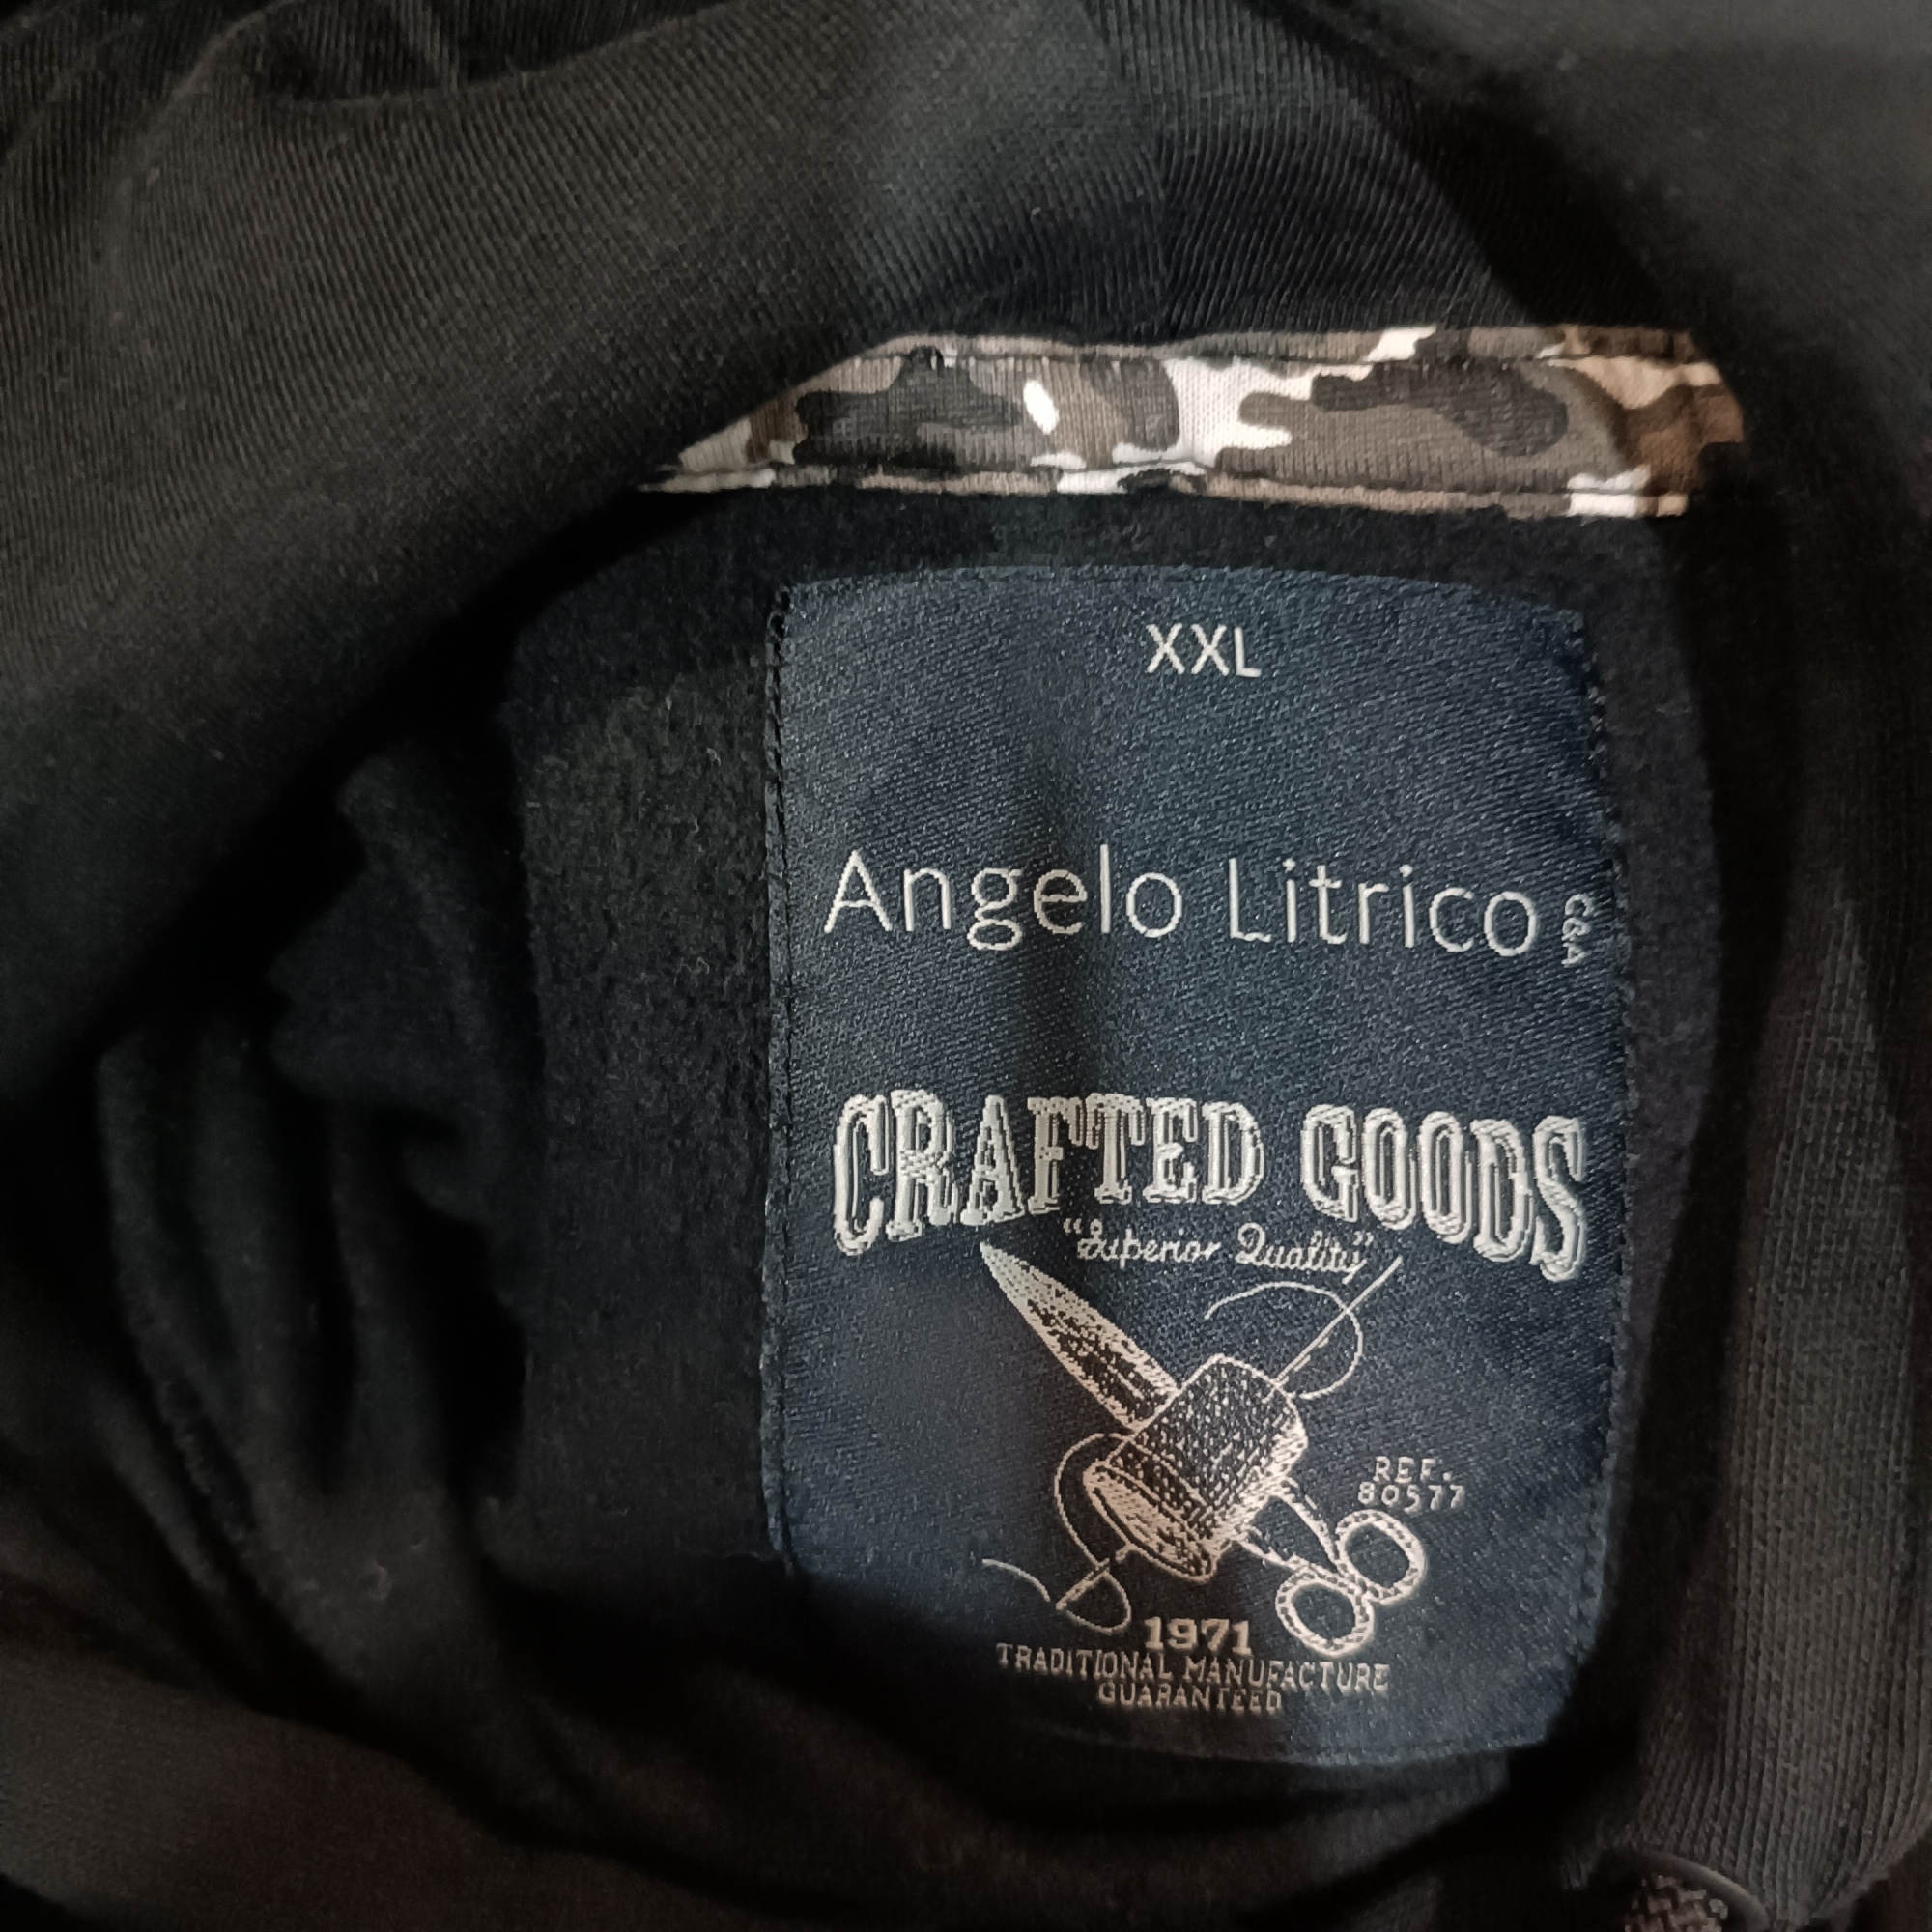 XXL
Angelo Litrico C&A
CRAFTED GOODS
"Superior Quality"
REF.
80577
1971
TRADITIONAL MANUFACTURE
GUARANTEED